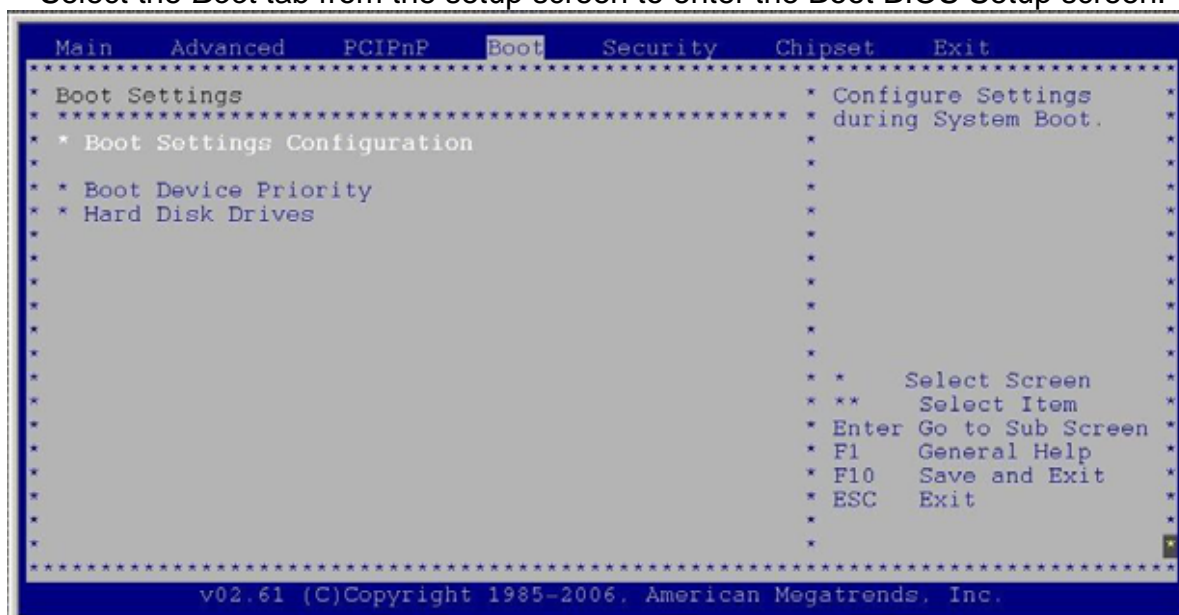 Select the Boot tab from the setup screen to enter the Boot BIOS Setup screen.
Main Advanced PCIPnP Boot Security Chipset Exit
********************************************************************************
* Boot Settings * Configure Settings *
* *************************************************** * during System Boot. *
* * Boot Settings Configuration * *
* * *
* * Boot Device Priority * *
* * Hard Disk Drives * *
* * *
* * *
* * *
* * *
* * *
* * *
* * * Select Screen *
* * ** Select Item *
* * Enter Go to Sub Screen *
* * F1 General Help *
* * F10 Save and Exit *
* * ESC Exit *
* * *
* * *
********************************************************************************
v02.61 (C)Copyright 1985-2006, American Megatrends, Inc.